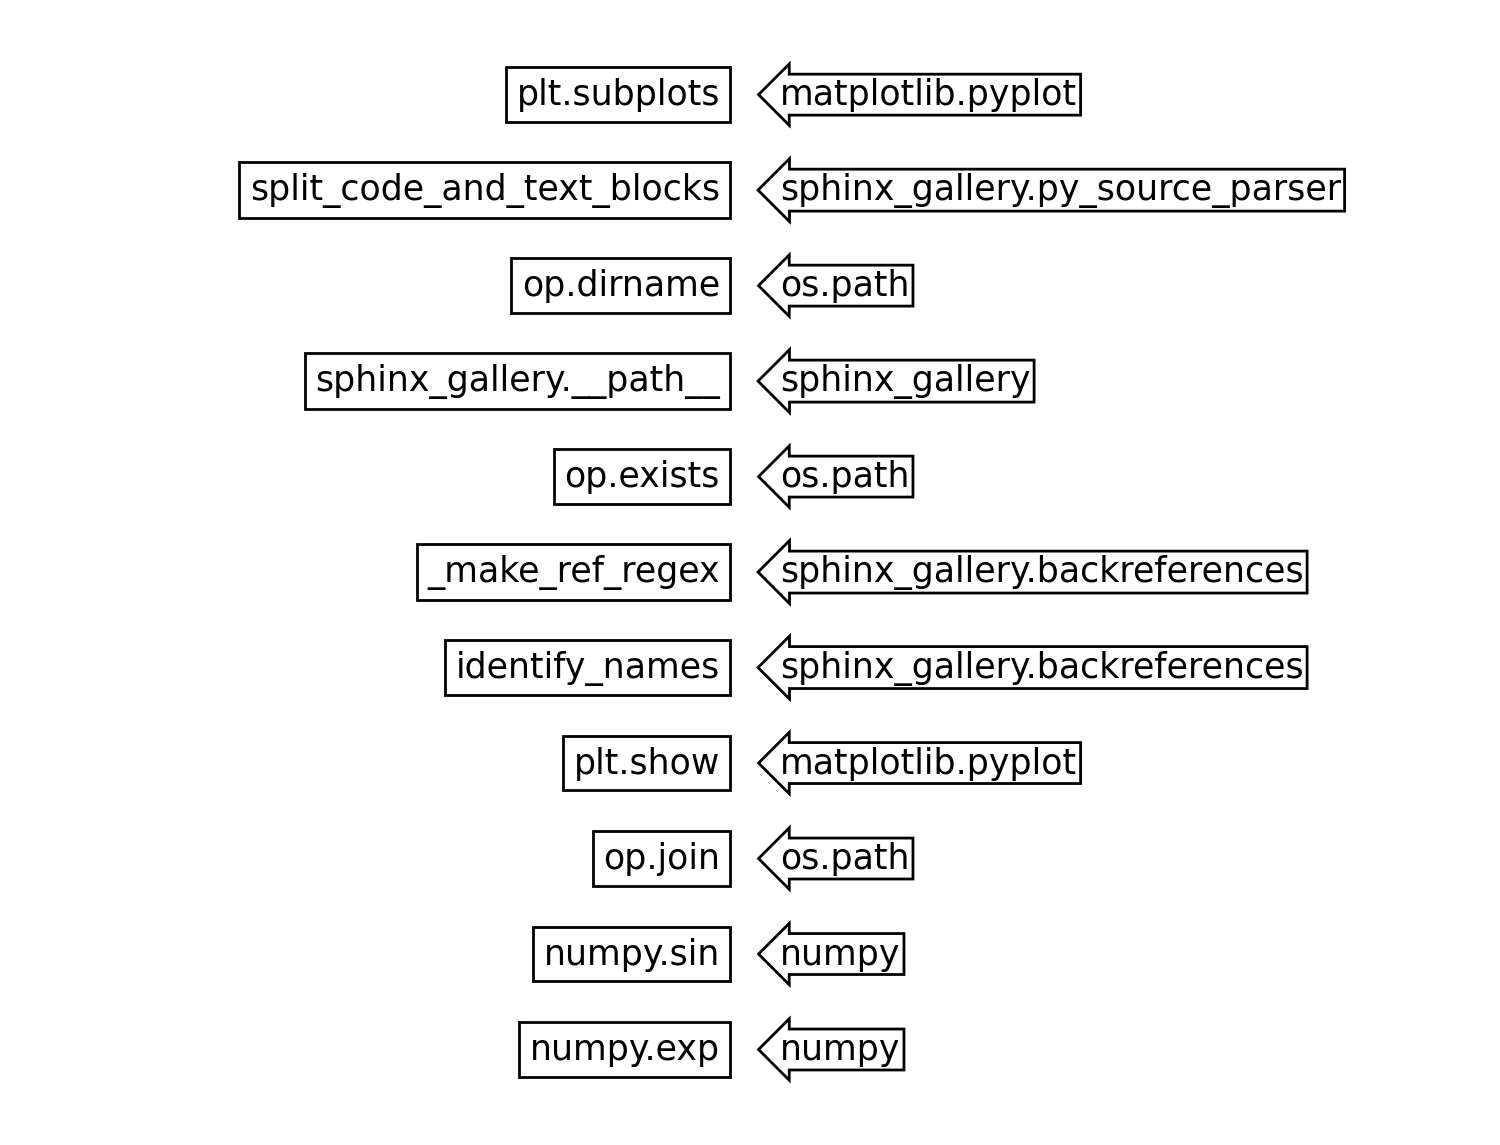 plt.subplots matplotlib.pyplot
split_code_and_text_blocks sphinx_gallery.py_source_parser
op.dirname os.path
sphinx_gallery.__path__ sphinx_gallery
op.exists os.path
_make_ref_regex sphinx_gallery.backreferences
identify_names sphinx_gallery.backreferences
plt.show matplotlib.pyplot
op.join os.path
numpy.sin numpy
numpy.exp numpy